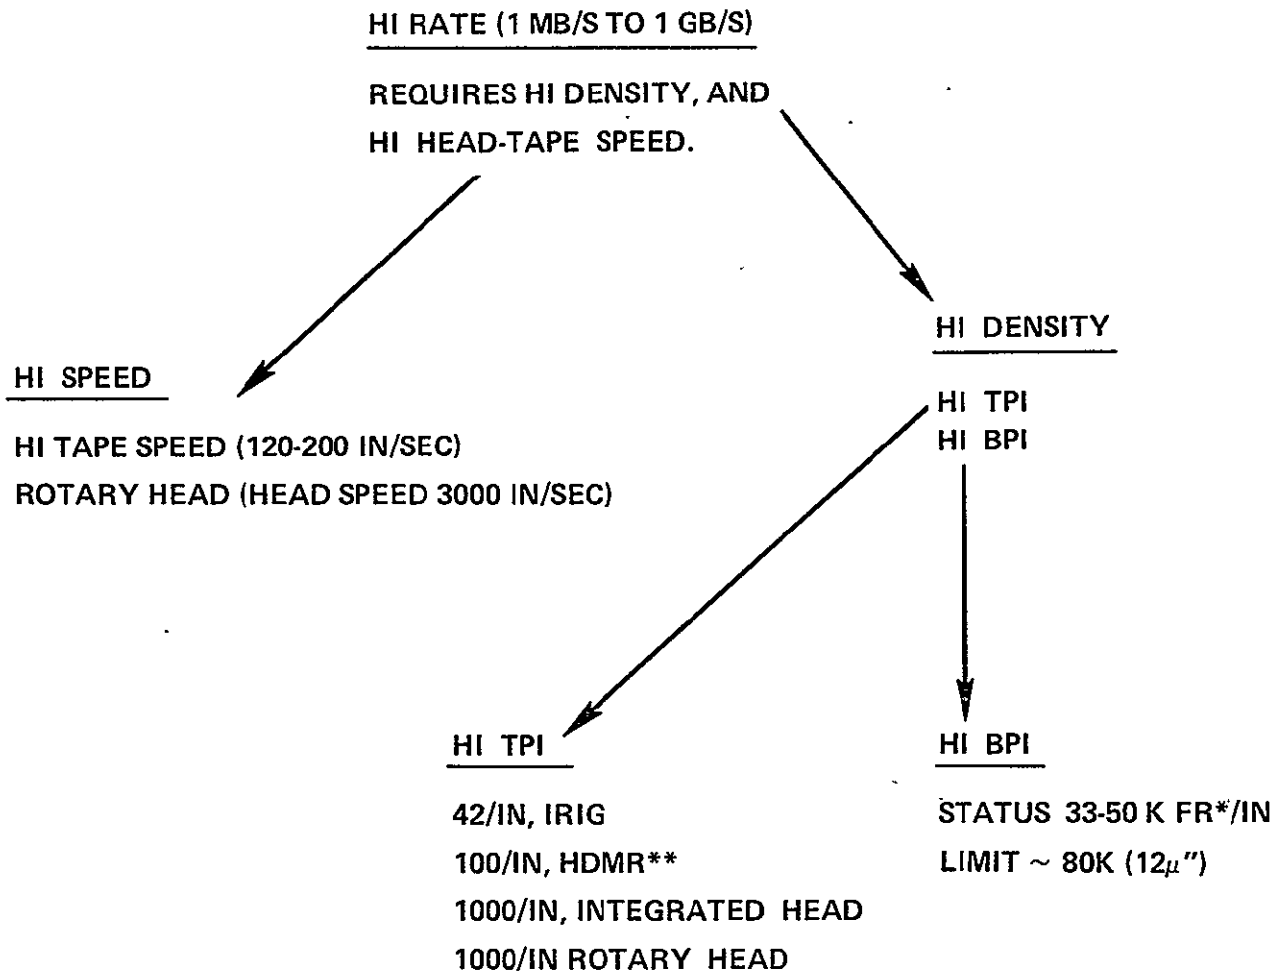 HI RATE (1 MB/S TO 1 GB/S)
REQUIRES HI DENSITY, AND
HI HEAD-TAPE SPEED.
HI SPEED
HI TAPE SPEED (120-200 IN/SEC)
ROTARY HEAD (HEAD SPEED 3000 IN/SEC)
HI DENSITY
HI TPI
HI BPI
HI TPI
42/IN, IRIG
100/IN, HDMR**
1000/IN, INTEGRATED HEAD
1000/IN ROTARY HEAD
HI BPI
STATUS 33-50 K FR*/IN
LIMIT ~ 80K (12μ")